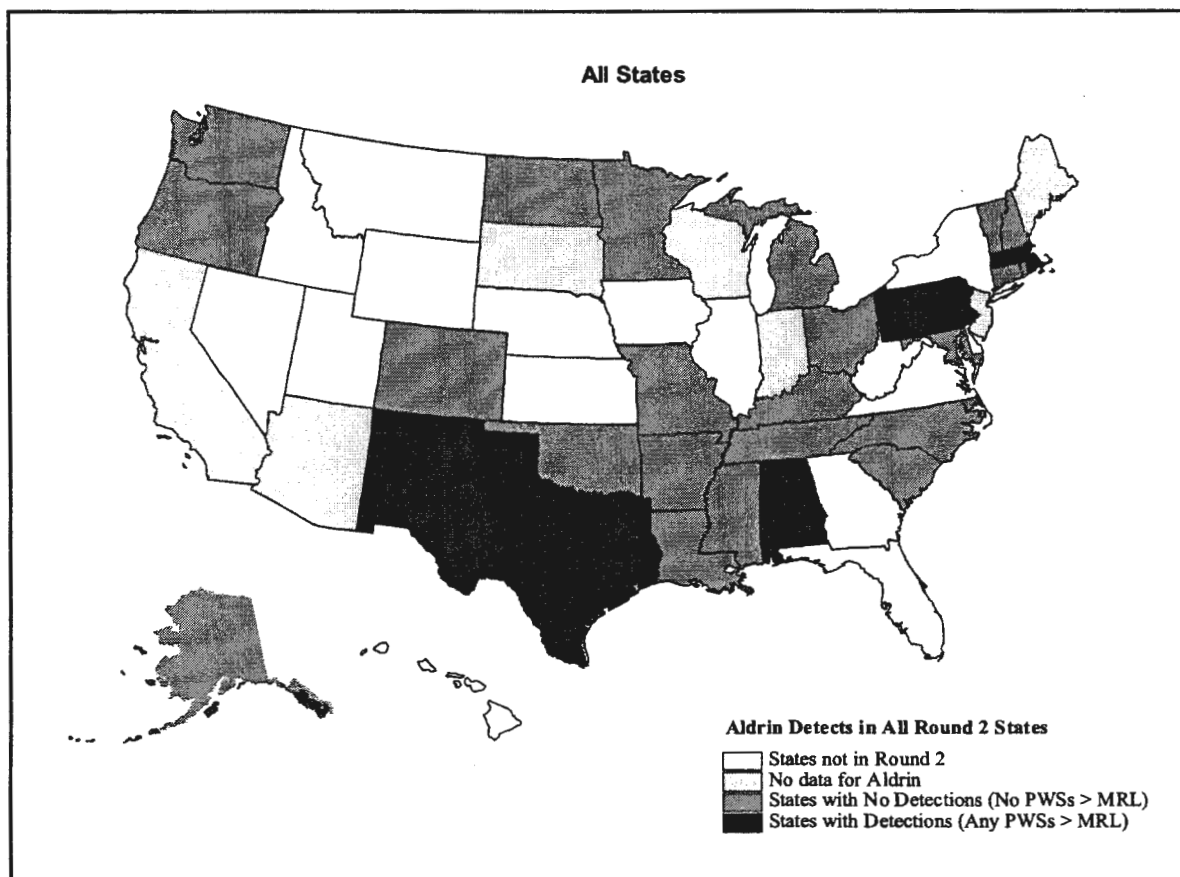 All States
Aldrin Detects in All Round 2 States
States not in Round 2
No data for Aldrin
States with No Detections (No PWSs > MRL)
States with Detections (Any PWSs > MRL)